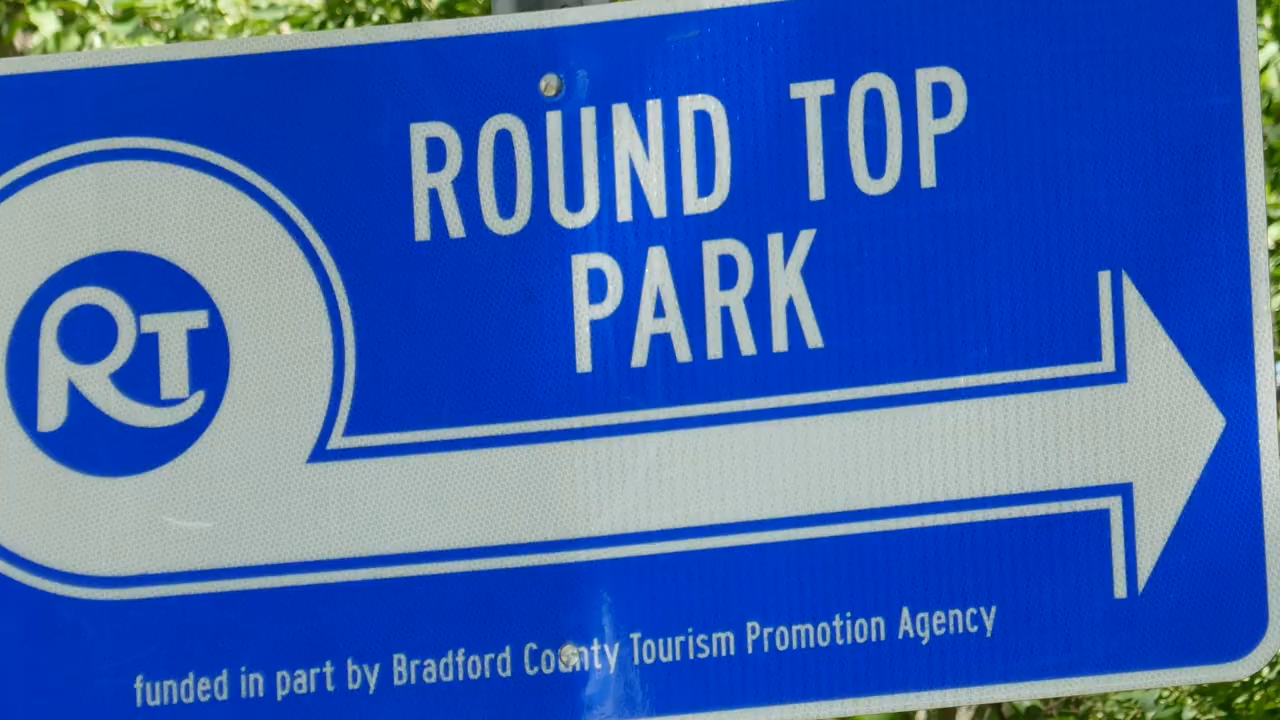 ROUND TOP
PARK
RT
funded in part by Bradford County Tourism Promotion Agency